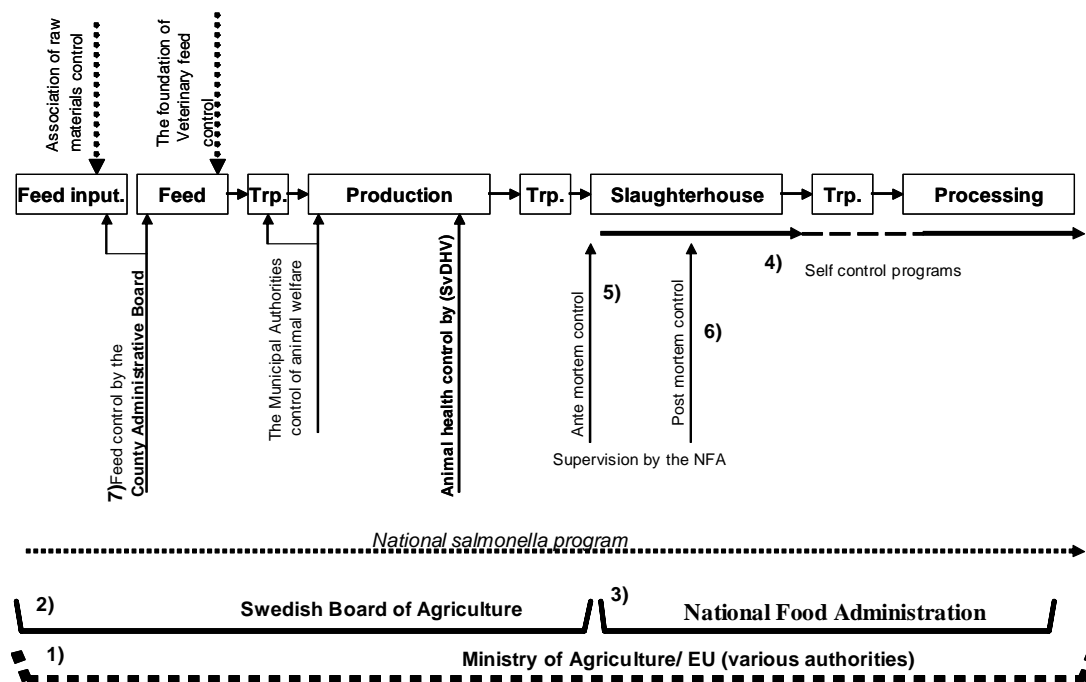 Association of raw
materials control
The foundation of
Veterinary feed
control
Feed input.
Feed
Trp.
Production
Trp.
Slaughterhouse
Trp.
Processing
4)
Self control programs
5)
6)
7)Feed control by the
County Administrative Board
The Municipal Authorities
control of animal welfare
Animal health control by (SvDHV)
Ante mortem control
Post mortem control
Supervision by the NFA
National salmonella program
2)
Swedish Board of Agriculture
3)
National Food Administration
1)
Ministry of Agriculture/ EU (various authorities)